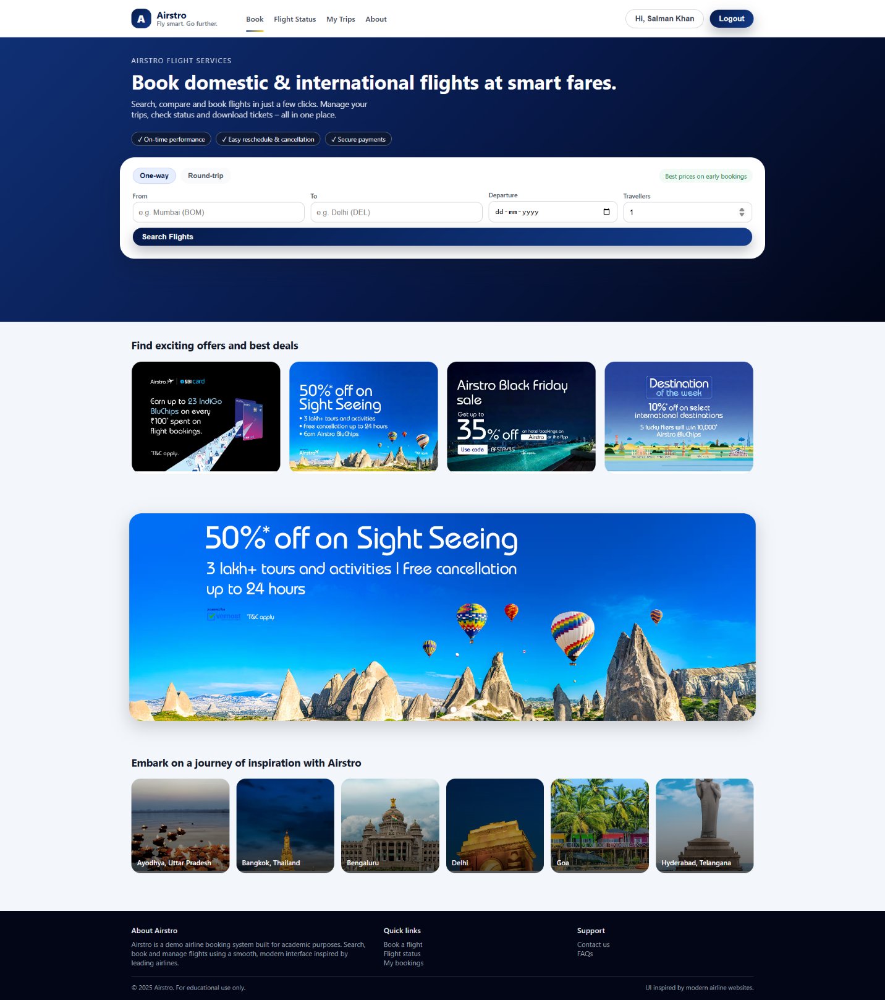 A
Airstro
Fly smart. Go further.
Book
Flight Status
My Trips
About
Hi, Salman Khan
Logout
AIRSTRO FLIGHT SERVICES
Book domestic & international flights at smart fares.
Search, compare and book flights in just a few clicks. Manage your
trips, check status and download tickets – all in one place.
✓ On-time performance
✓ Easy reschedule & cancellation
✓ Secure payments
One-way
Round-trip
Best prices on early bookings
From
To
Departure
Travellers
e.g. Mumbai (BOM)
e.g. Delhi (DEL)
dd-mm-yyyy
1
Search Flights
Find exciting offers and best deals
Airstro. | SBI card
Earn up to 23 IndiGo
BluChips on every
₹100* spent on
flight bookings.
*T&C apply.
50%* off on
Sight Seeing
• 3 lakh+ tours and activities
• Free cancellation up to 24 hours
• Earn Airstro BluChips
Airstro
*T&C apply
Airstro Black Friday
sale
Get up to
35%* off
on hotel bookings on
Airstro or the App
Use code BFSTAY35
*T&C apply.
Destination
of the week
10%* off on select
international destinations
5 lucky fliers will win 10,000*
Airstro BluChips
50%* off on Sight Seeing
3 lakh+ tours and activities | Free cancellation
up to 24 hours
powered by
vernost
*T&C apply
Embark on a journey of inspiration with Airstro
Ayodhya, Uttar Pradesh
Bangkok, Thailand
Bengaluru
Delhi
Goa
Hyderabad, Telangana
About Airstro
Airstro is a demo airline booking system built for academic purposes. Search,
book and manage flights using a smooth, modern interface inspired by
leading airlines.
Quick links
Book a flight
Flight status
My bookings
Support
Contact us
FAQs
© 2025 Airstro. For educational use only.
UI inspired by modern airline websites.